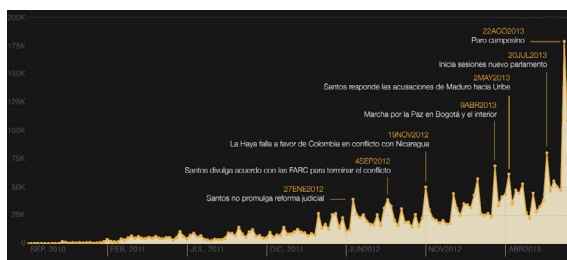 200K
22AGO2013
Paro campesino
175K
20JUL2013
Inicia sesiones nuevo parlamento
150K
2MAY2013
Santos responde las acusaciones de Maduro hacia Uribe
125K
9ABR2013
Marcha por la Paz en Bogotá y el interior
100K
19NOV2012
La Haya falla a favor de Colombia en conflicto con Nicaragua
75K
4SEP2012
Santos divulga acuerdo con las FARC para terminar el conflicto
50K
27ENE2012
Santos no promulga reforma judicial
25K
0
SEP, 2010
FEB, 2011
JUL, 2011
DIC, 2011
JUN2012
NOV2012
ABR2013